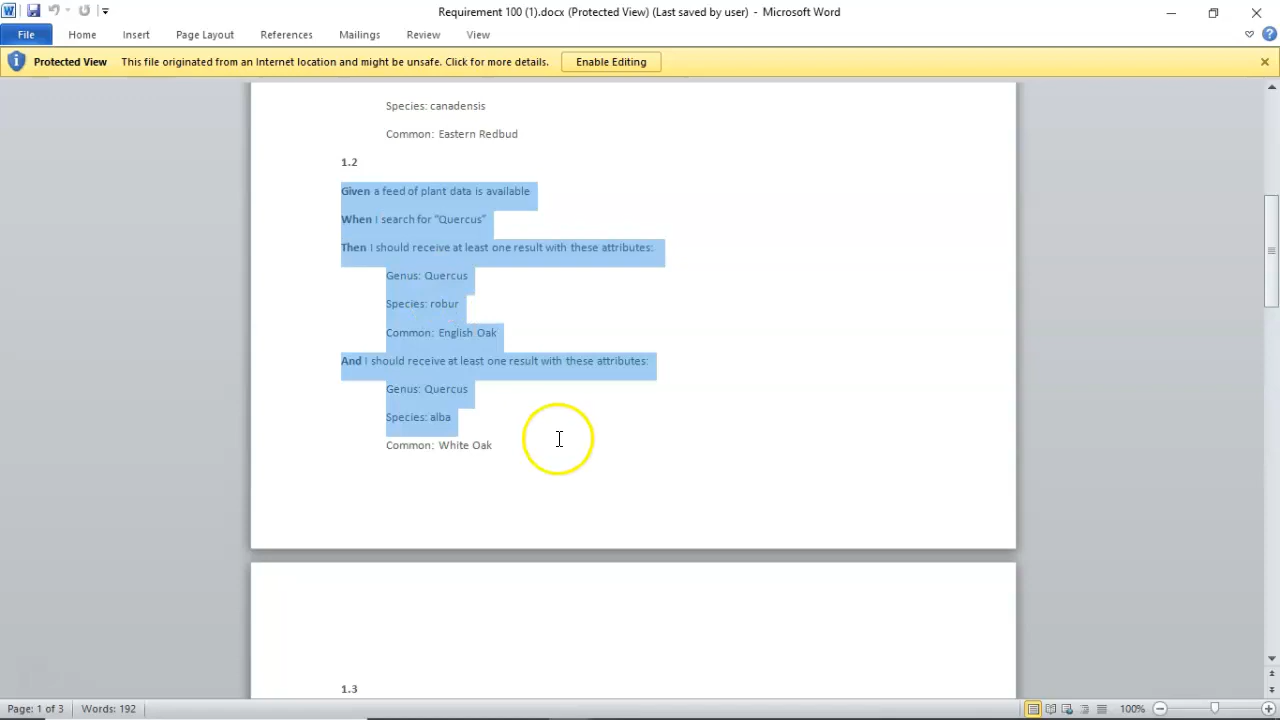 Requirement 100 (1).docx (Protected View) (Last saved by user) - Microsoft Word
File Home Insert Page Layout References Mailings Review View
Protected View This file originated from an Internet location and might be unsafe. Click for more details. Enable Editing
Species: canadensis
Common: Eastern Redbud
1.2
Given a feed of plant data is available
When I search for “Quercus”
Then I should receive at least one result with these attributes:
Genus: Quercus
Species: robur
Common: English Oak
And I should receive at least one result with these attributes:
Genus: Quercus
Species: alba
Common: White Oak
1.3
Page: 1 of 3 Words: 192 100%